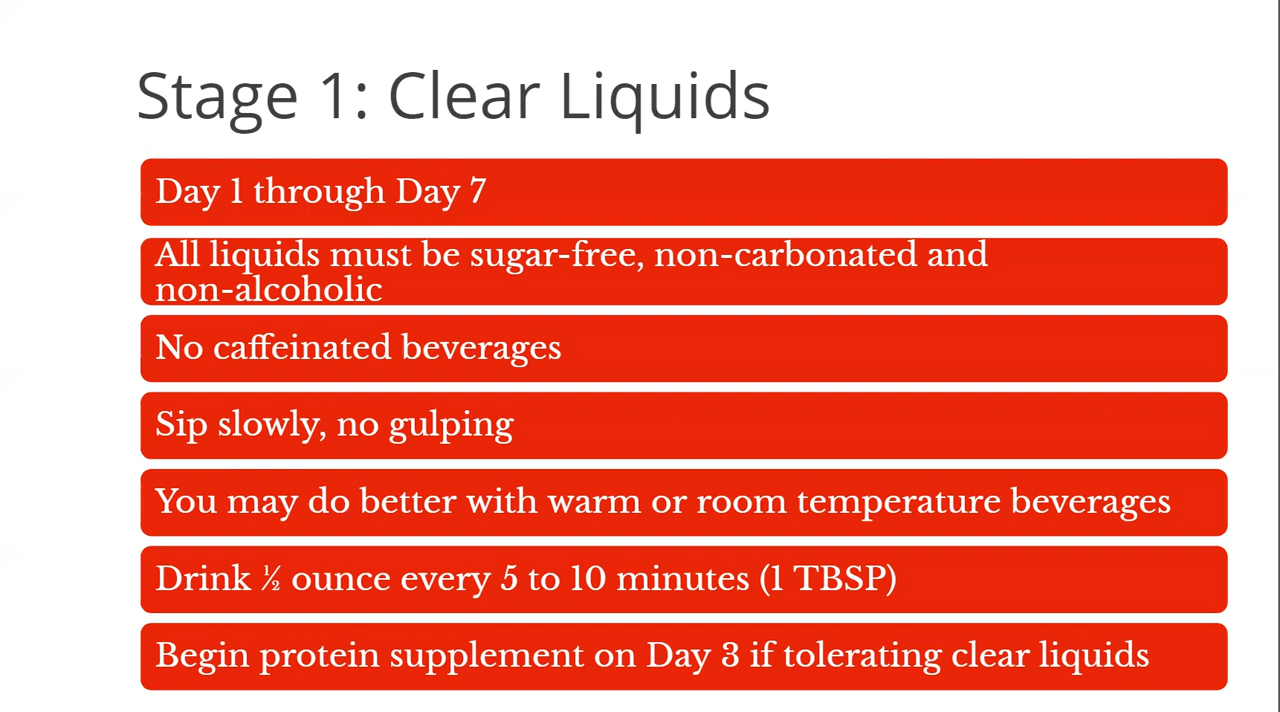 Stage 1: Clear Liquids
Day 1 through Day 7
All liquids must be sugar-free, non-carbonated and
non-alcoholic
No caffeinated beverages
Sip slowly, no gulping
You may do better with warm or room temperature beverages
Drink ½ ounce every 5 to 10 minutes (1 TBSP)
Begin protein supplement on Day 3 if tolerating clear liquids